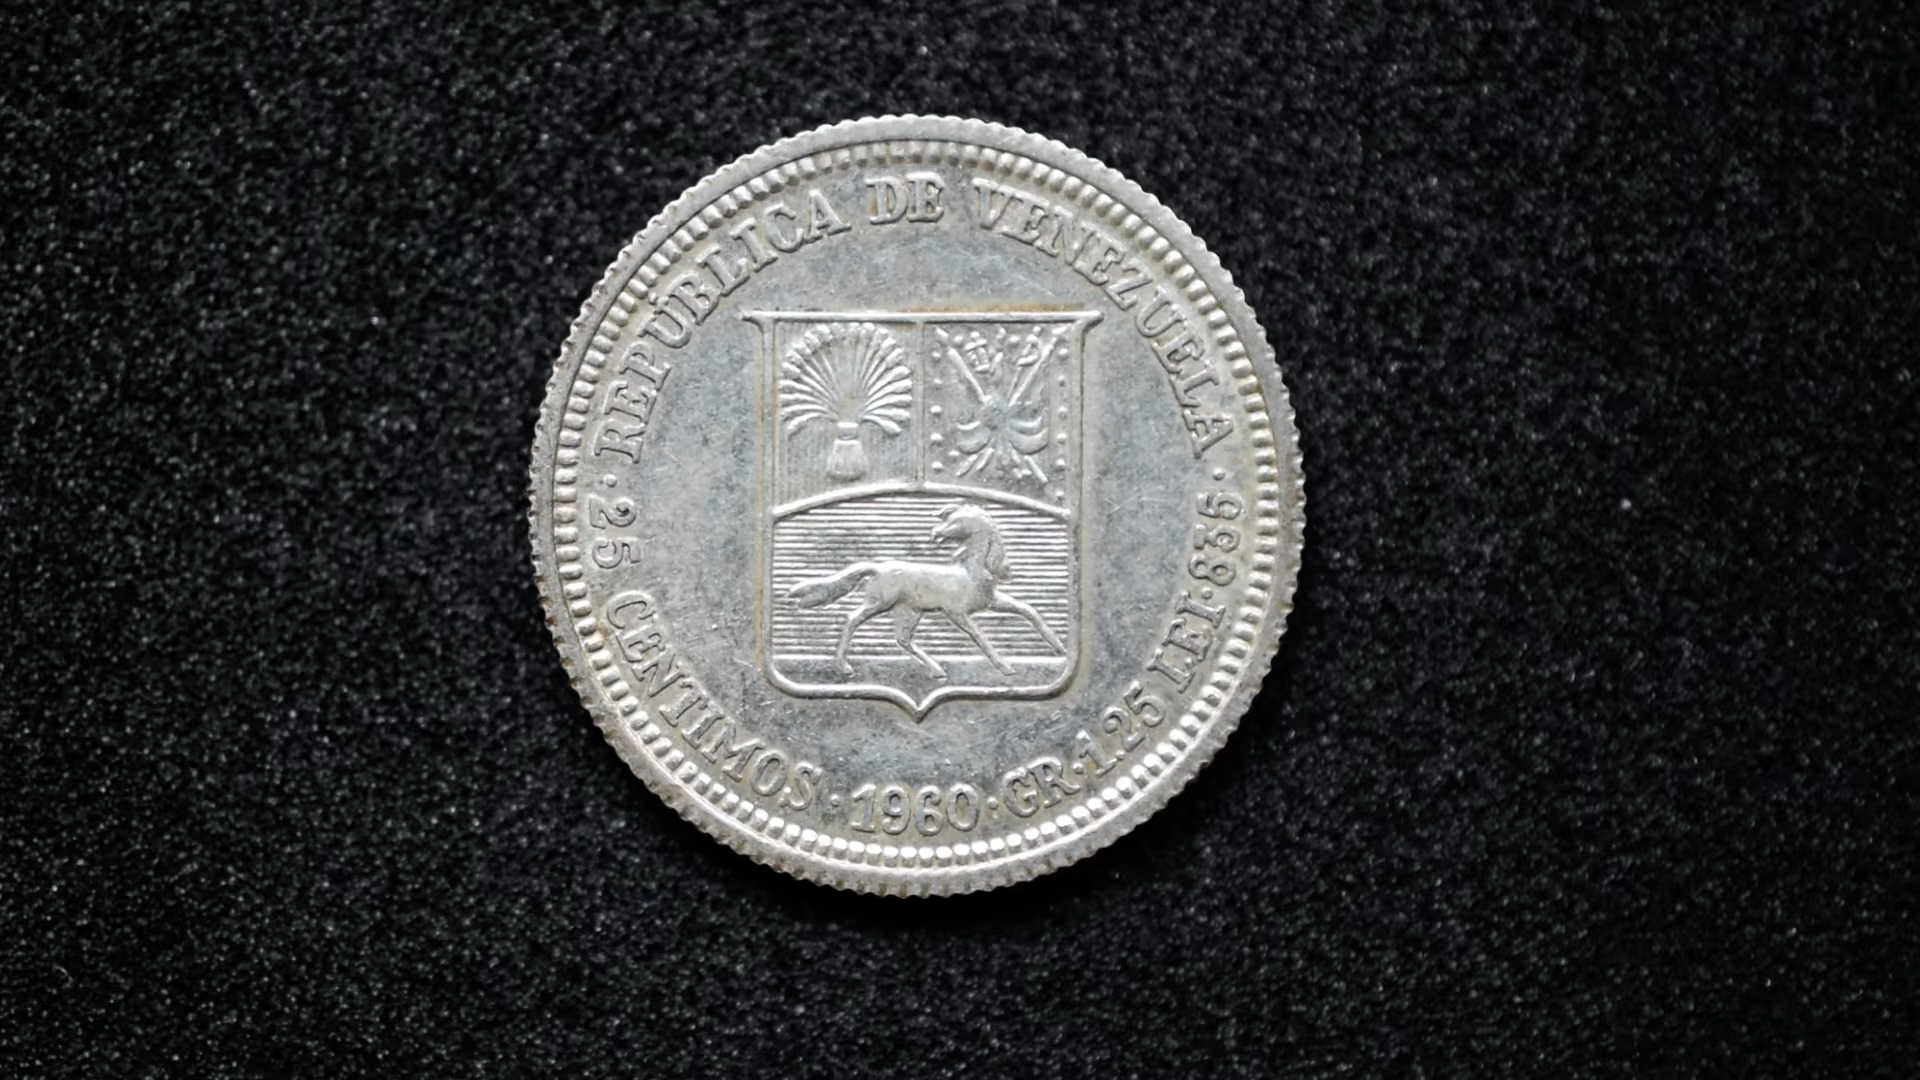 REPÚBLICA DE VENEZUELA
· 25 CENTIMOS · 1960 · GR·1.25 LEI·835 ·